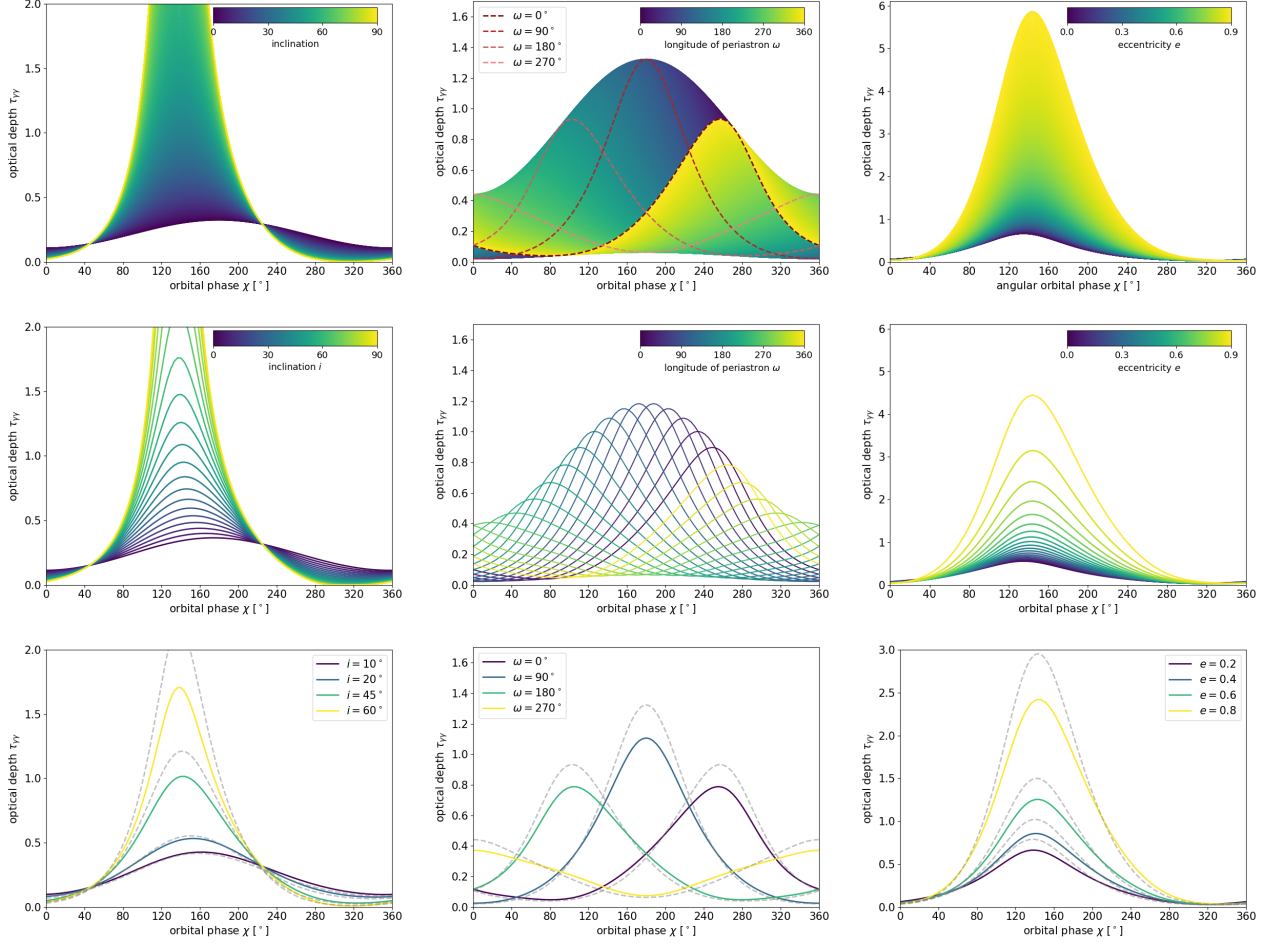 2.0
1.5
1.0
0.5
0.0
optical depth τγγ
0 40 80 120 160 200 240 280 320 360
orbital phase χ [°]
0 30 60 90
inclination
1.6
1.4
1.2
1.0
0.8
0.6
0.4
0.2
0.0
optical depth τγγ
0 40 80 120 160 200 240 280 320 360
orbital phase χ [°]
ω = 0°
ω = 90°
ω = 180°
ω = 270°
0 90 180 270 360
longitude of periastron ω
6
5
4
3
2
1
0
optical depth τγγ
0 40 80 120 160 200 240 280 320 360
angular orbital phase χ [°]
0.0 0.3 0.6 0.9
eccentricity e
2.0
1.5
1.0
0.5
0.0
optical depth τγγ
0 40 80 120 160 200 240 280 320 360
orbital phase χ [°]
0 30 60 90
inclination i
1.6
1.4
1.2
1.0
0.8
0.6
0.4
0.2
0.0
optical depth τγγ
0 40 80 120 160 200 240 280 320 360
orbital phase χ [°]
0 90 180 270 360
longitude of periastron ω
6
5
4
3
2
1
0
optical depth τγγ
0 40 80 120 160 200 240 280 320 360
orbital phase χ [°]
0.0 0.3 0.6 0.9
eccentricity e
2.0
1.5
1.0
0.5
0.0
optical depth τγγ
0 40 80 120 160 200 240 280 320 360
orbital phase χ [°]
i = 10°
i = 20°
i = 45°
i = 60°
1.6
1.4
1.2
1.0
0.8
0.6
0.4
0.2
0.0
optical depth τγγ
0 40 80 120 160 200 240 280 320 360
orbital phase χ [°]
ω = 0°
ω = 90°
ω = 180°
ω = 270°
3.0
2.5
2.0
1.5
1.0
0.5
0.0
optical depth τγγ
0 40 80 120 160 200 240 280 320 360
orbital phase χ [°]
e = 0.2
e = 0.4
e = 0.6
e = 0.8